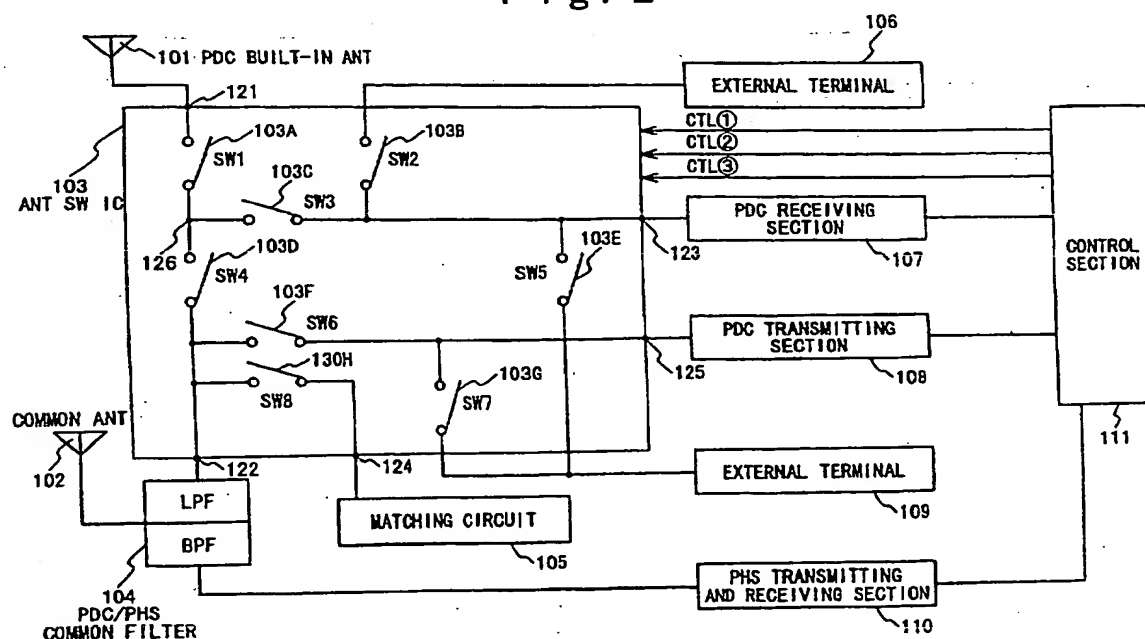 Fig. 2
101 PDC BUILT-IN ANT
106
EXTERNAL TERMINAL
121
103A
SW1
103B
SW2
CTL①
CTL②
CTL③
103
ANT SW IC
103C
SW3
126
103D
SW4
103E
SW5
123
PDC RECEIVING
SECTION
107
CONTROL
SECTION
103F
SW6
125
PDC TRANSMITTING
SECTION
108
130H
SW8
103G
SW7
111
COMMON ANT
102
122
124
EXTERNAL TERMINAL
109
LPF
BPF
MATCHING CIRCUIT
105
104
PDC/PHS
COMMON FILTER
PHS TRANSMITTING
AND RECEIVING SECTION
110